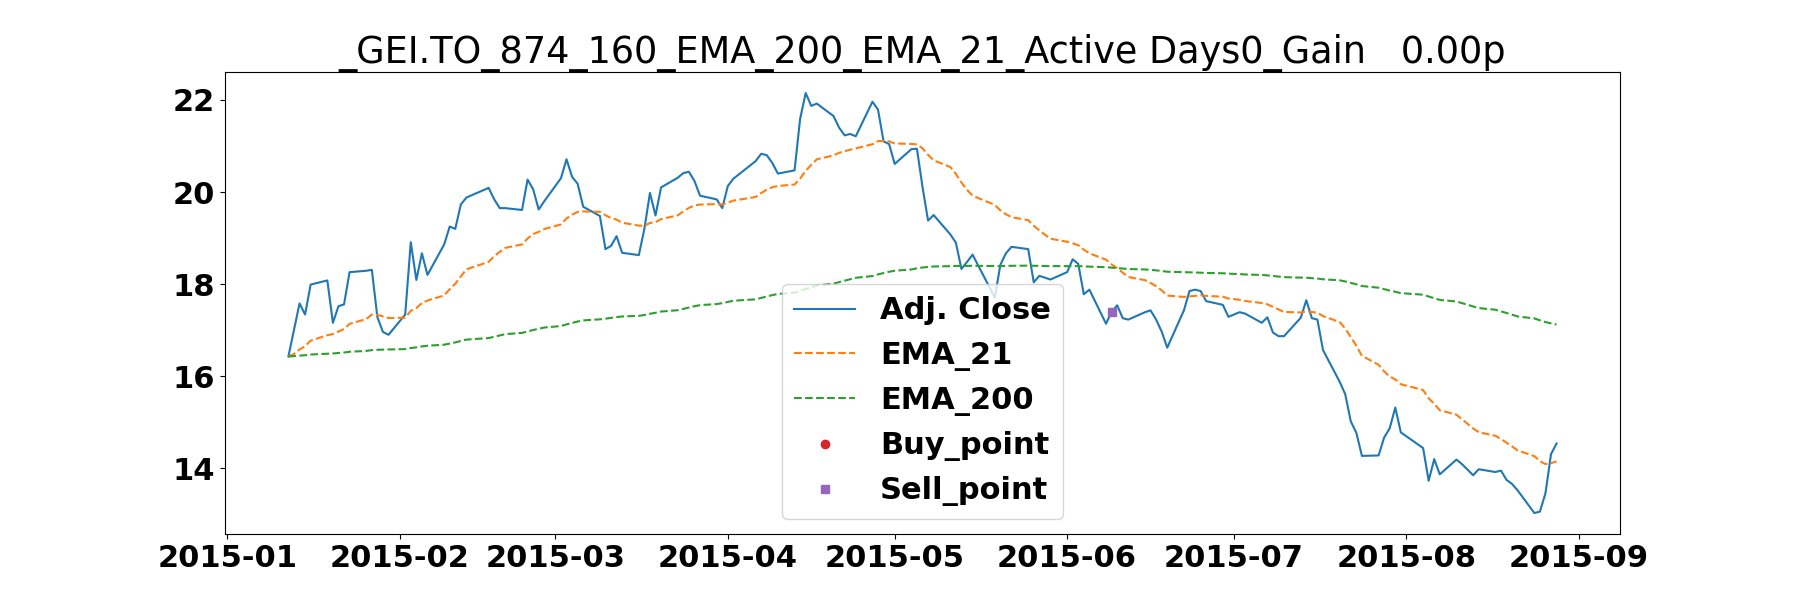 _GEI.TO_874_160_EMA_200_EMA_21_Active Days0_Gain   0.00p
22
20
18
16
14
Adj. Close
EMA_21
EMA_200
Buy_point
Sell_point
2015-01 2015-02 2015-03 2015-04 2015-05 2015-06 2015-07 2015-08 2015-09